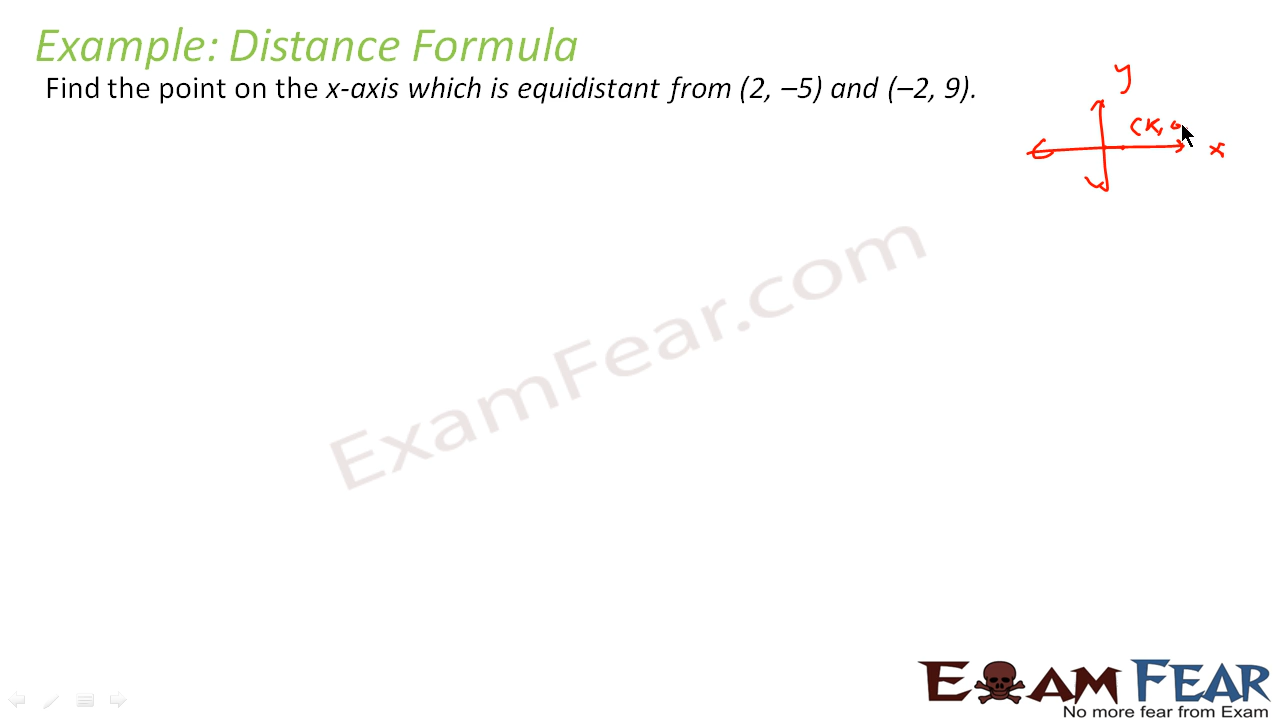 Example: Distance Formula
Find the point on the x-axis which is equidistant from (2, –5) and (–2, 9).
y
(x, 0
x
ExamFear.com
EXAM FEAR
No more fear from Exam